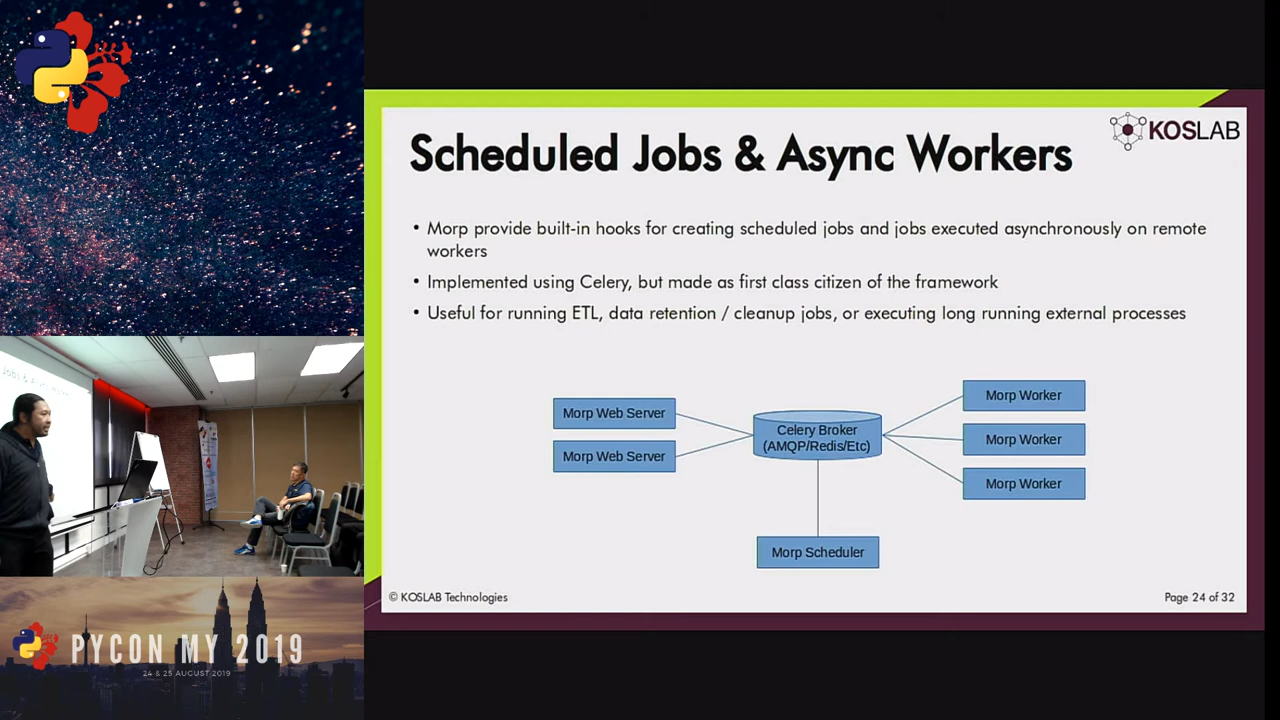 KOSLAB
Scheduled Jobs & Async Workers
• Morp provide built-in hooks for creating scheduled jobs and jobs executed asynchronously on remote
workers
• Implemented using Celery, but made as first class citizen of the framework
• Useful for running ETL, data retention / cleanup jobs, or executing long running external processes
Morp Web Server
Morp Web Server
Celery Broker
(AMQP/Redis/Etc)
Morp Worker
Morp Worker
Morp Worker
Morp Scheduler
© KOSLAB Technologies
Page 24 of 32
PYCON MY 2019
24 & 25 AUGUST 2019